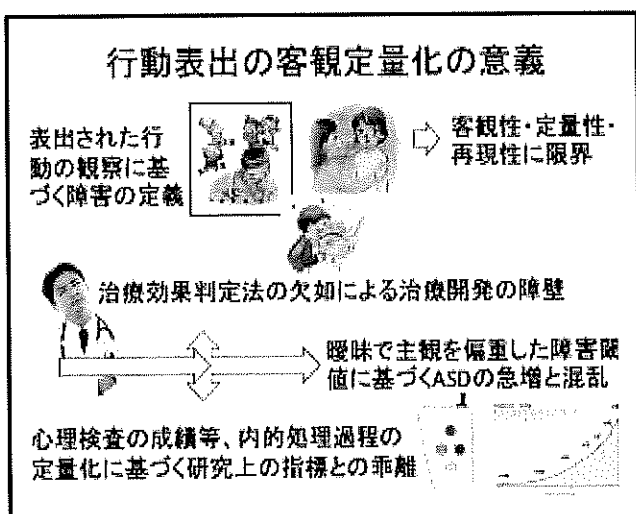 行動表出の客観定量化の意義
表出された行
動の観察に基
づく障害の定義
客観性・定量性・
再現性に限界
治療効果判定法の欠如による治療開発の障壁
曖昧で主観を偏重した障害閾
値に基づくASDの急増と混乱
心理検査の成績等、内的処理過程の
定量化に基づく研究上の指標との乖離